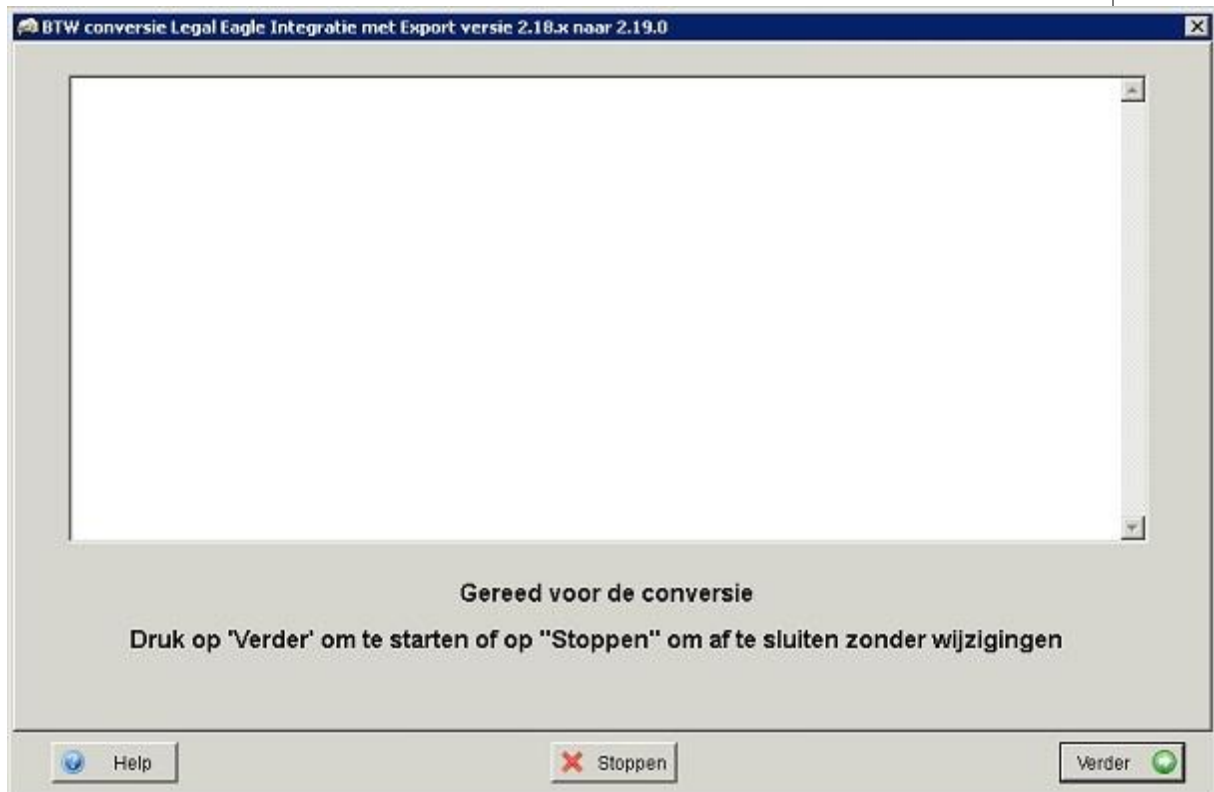 BTW conversie Legal Eagle Integratie met Export versie 2.18.x naar 2.19.0
Gereed voor de conversie
Druk op 'Verder' om te starten of op "Stoppen" om af te sluiten zonder wijzigingen
Help
Stoppen
Verder